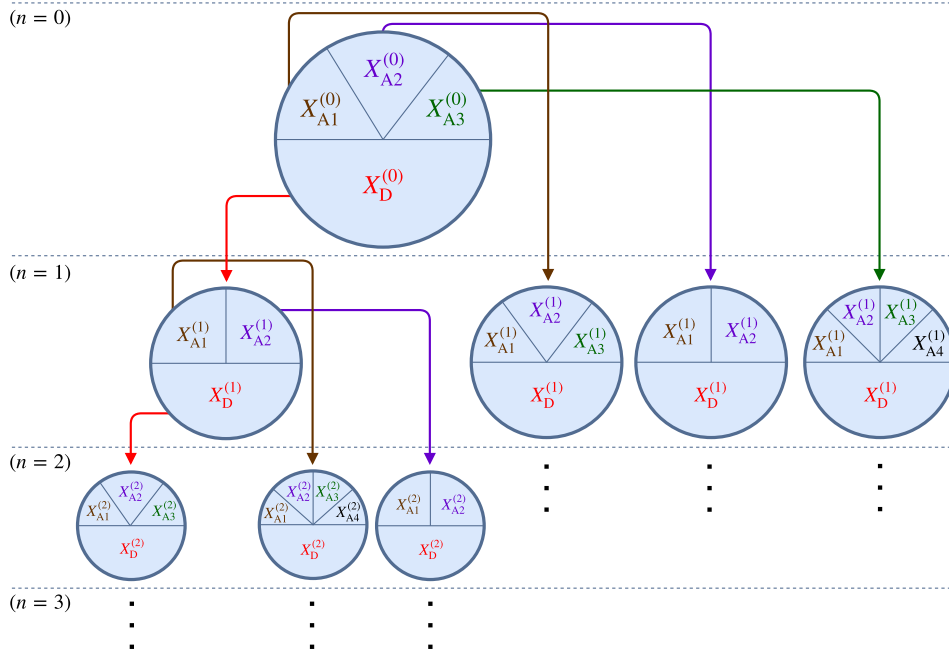 (n = 0)
X_A1^(0) X_A2^(0) X_A3^(0)
X_D^(0)
(n = 1)
X_A1^(1) X_A2^(1)
X_D^(1)
X_A1^(1) X_A2^(1) X_A3^(1)
X_D^(1)
X_A1^(1) X_A2^(1)
X_D^(1)
X_A1^(1) X_A2^(1) X_A3^(1) X_A4^(1)
X_D^(1)
(n = 2)
X_A1^(2) X_A2^(2) X_A3^(2)
X_D^(2)
X_A1^(2) X_A2^(2) X_A3^(2) X_A4^(2)
X_D^(2)
X_A1^(2) X_A2^(2)
X_D^(2)
(n = 3)